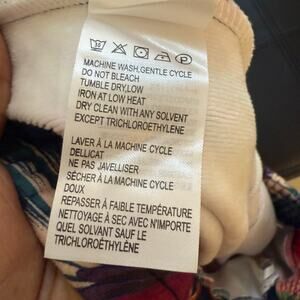 MACHINE WASH,GENTLE CYCLE
DO NOT BLEACH
TUMBLE DRY,LOW
IRON AT LOW HEAT
DRY CLEAN WITH ANY SOLVENT
EXCEPT TRICHLOROETHYLENE
LAVER À LA MACHINE CYCLE
DELLICAT
NE PAS JAVELLISER
SÉCHER À LA MACHINE CYCLE
DOUX
REPASSER À FAIBLE TEMPÉRATURE
NETTOYAGE À SEC AVEC N'IMPORTE
QUEL SOLVANT SAUF LE
TRICHLOROÉTHYLÈNE